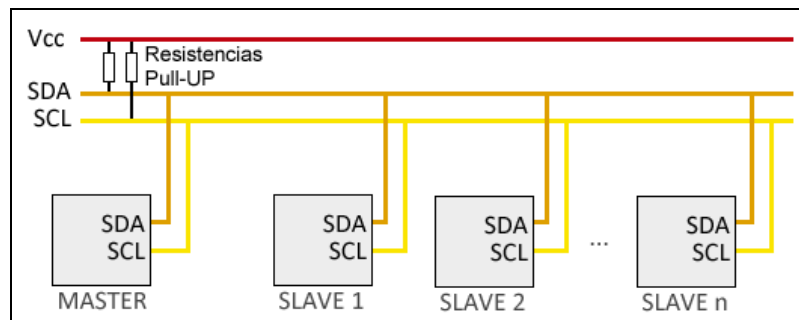 Vcc
Resistencias
Pull-UP
SDA
SCL
SDA
SCL
MASTER
SDA
SCL
SLAVE 1
SDA
SCL
SLAVE 2
...
SDA
SCL
SLAVE n